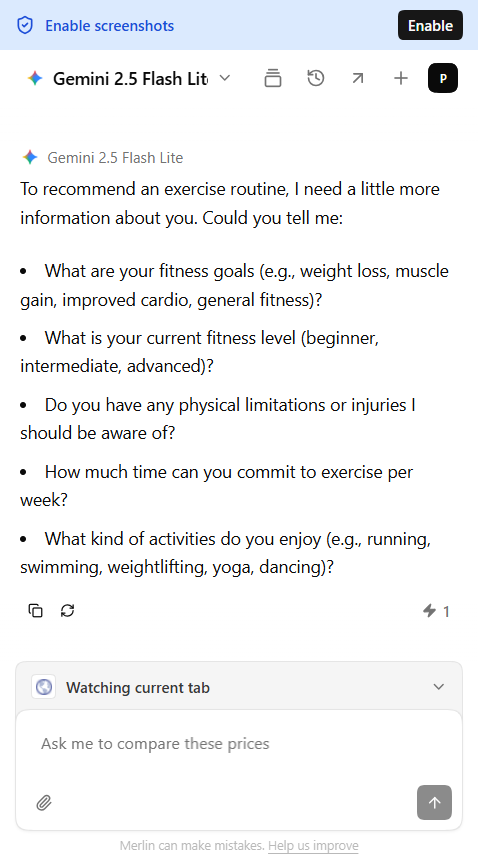 Enable screenshots
Enable
Gemini 2.5 Flash Lit
P
Gemini 2.5 Flash Lite
To recommend an exercise routine, I need a little more
information about you. Could you tell me:
• What are your fitness goals (e.g., weight loss, muscle
gain, improved cardio, general fitness)?
• What is your current fitness level (beginner,
intermediate, advanced)?
• Do you have any physical limitations or injuries I
should be aware of?
• How much time can you commit to exercise per
week?
• What kind of activities do you enjoy (e.g., running,
swimming, weightlifting, yoga, dancing)?
1
Watching current tab
Ask me to compare these prices
Merlin can make mistakes. Help us improve